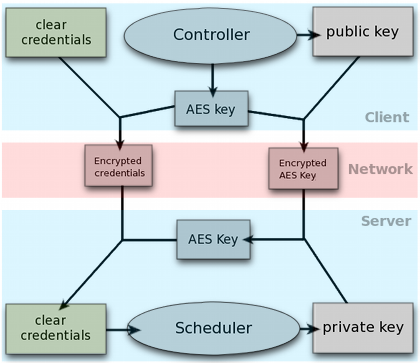 clear
credentials
Controller
public key
AES key
Client
Encrypted
credentials
Encrypted
AES Key
Network
Server
AES Key
clear
credentials
Scheduler
private key